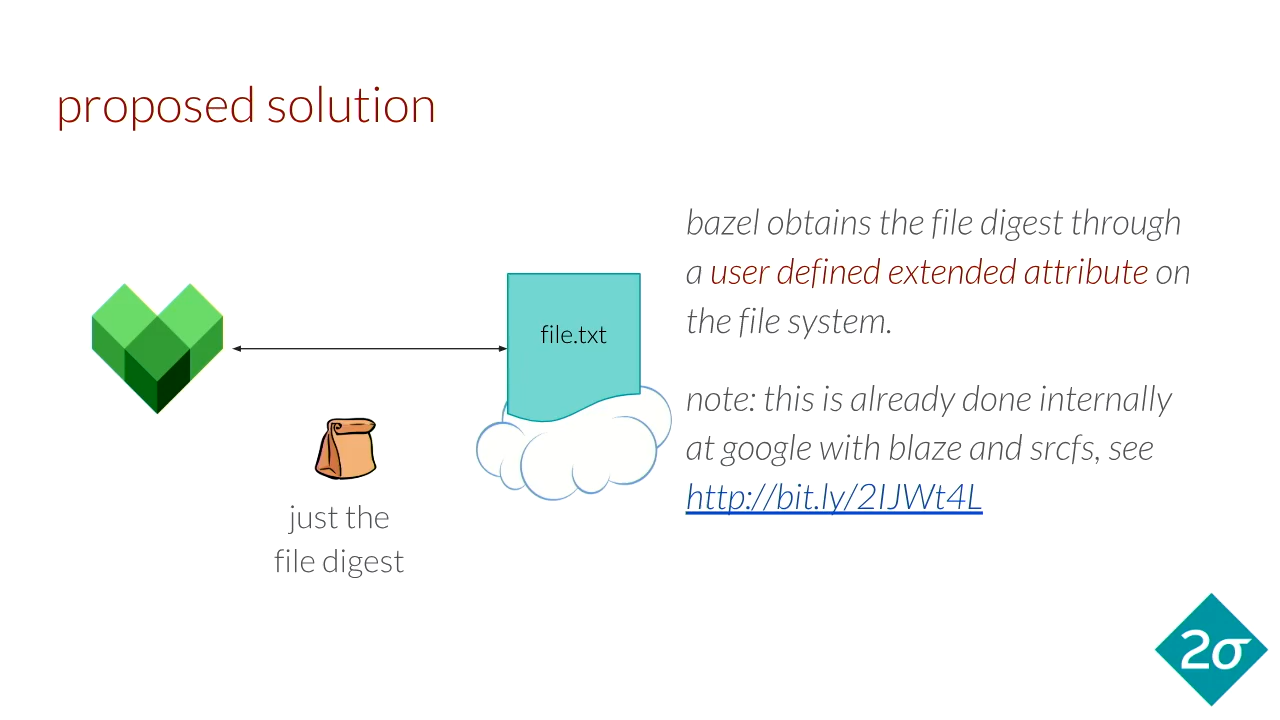 proposed solution
bazel obtains the file digest through
a user defined extended attribute on
the file system.
file.txt
note: this is already done internally
at google with blaze and srcfs, see
http://bit.ly/2IJWt4L
just the
file digest
2σ